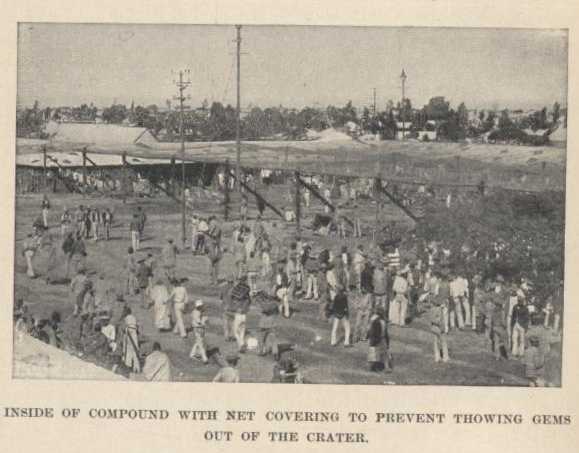 INSIDE OF COMPOUND WITH NET COVERING TO PREVENT THOWING GEMS
OUT OF THE CRATER.